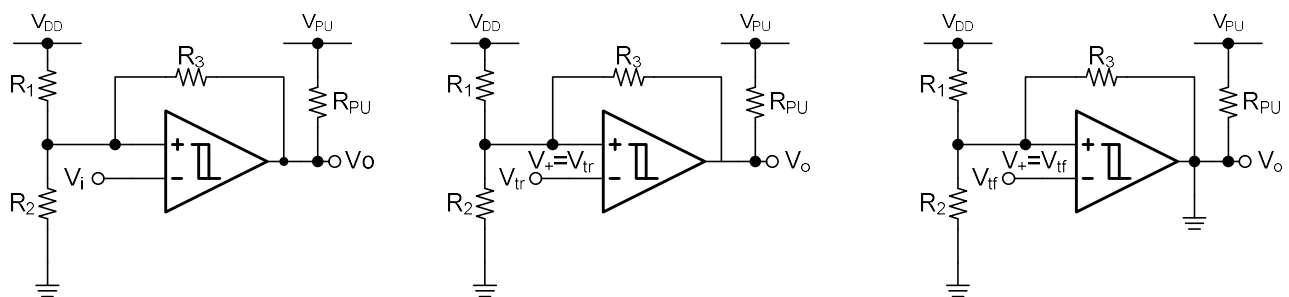 VDD
VPU
R3
R1
RPU
+
Vo
Vi
−
R2
VDD
VPU
R3
R1
RPU
+
V+=Vtr
Vo
Vtr
−
R2
VDD
VPU
R3
R1
RPU
+
V+=Vtf
Vo
Vtf
−
R2